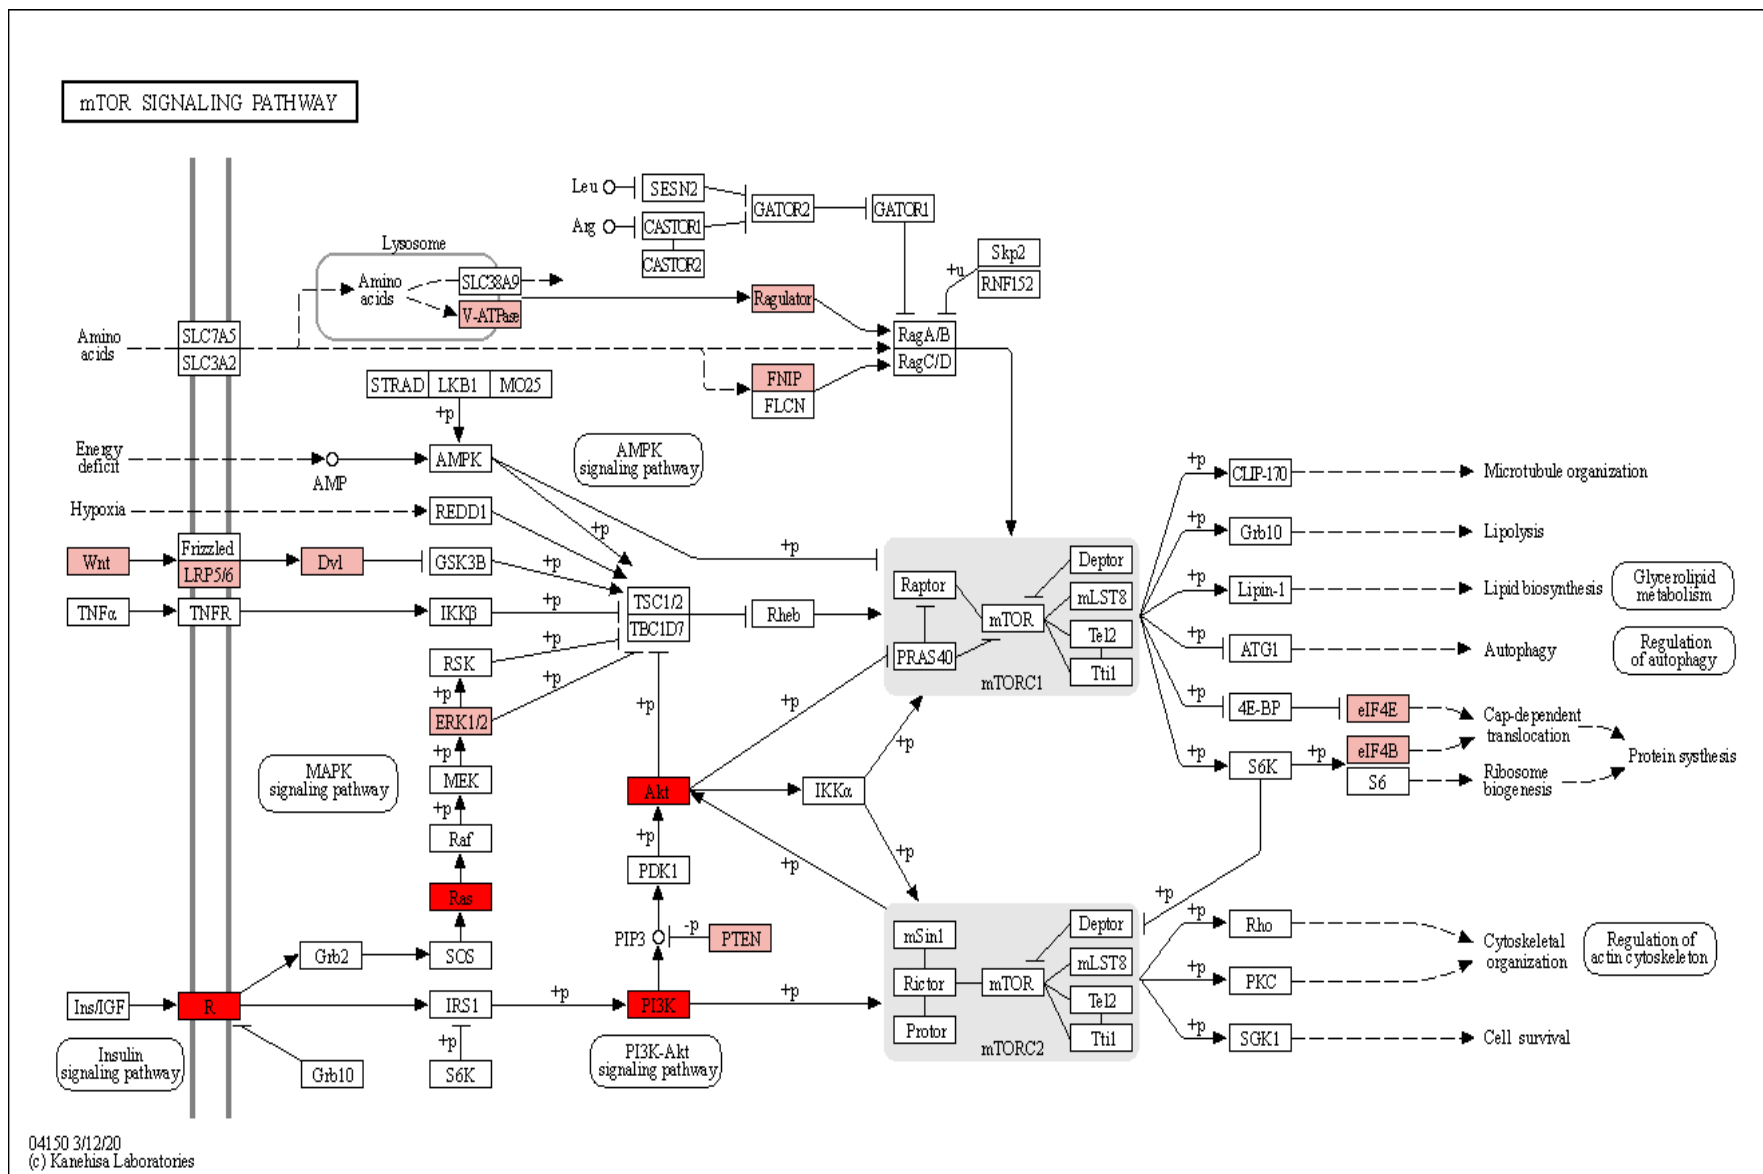 mTOR SIGNALING PATHWAY
Leu
SESN2
GATOR2
GATOR1
Arg
CASTOR1
CASTOR2
Skp2
RNF152
+u
Lysosome
Amino
acids
SLC38A9
V-ATPase
Ragulator
RagA/B
RagC/D
Amino
acids
SLC7A5
SLC3A2
FNIP
FLCN
STRAD
LKB1
MO25
+p
Energy
deficit
AMP
AMPK
AMPK
signaling pathway
Hypoxia
REDD1
+p
+p
Wnt
Frizzled
LRP5/6
Dvl
GSK3B
+p
TNFα
TNFR
IKKβ
+p
TSC1/2
TBC1D7
Rheb
Raptor
mTOR
PRAS40
Deptor
mLST8
Tel2
Tti1
mTORC1
RSK
+p
+p
ERK1/2
+p
+p
MEK
+p
Raf
Ras
SOS
Grb2
MAPK
signaling pathway
+p
Akt
+p
IKKα
+p
+p
+p
+p
PDK1
PIP3
-p
PTEN
Ins/IGF
R
IRS1
+p
PI3K
+p
+p
Grb10
S6K
Insulin
signaling pathway
PI3K-Akt
signaling pathway
mSin1
Rictor
Protor
mTOR
Deptor
mLST8
Tel2
Tti1
mTORC2
+p
CLIP-170
Microtubule organization
+p
Grb10
Lipolysis
+p
Lipin-1
Lipid biosynthesis
Glycerolipid
metabolism
+p
ATG1
Autophagy
Regulation
of autophagy
+p
4E-BP
eIF4E
Cap-dependent
translocation
+p
S6K
+p
eIF4B
S6
Ribosome
biogenesis
Protein systhesis
+p
+p
Rho
Cytoskeletal
organization
Regulation of
actin cytoskeleton
+p
PKC
+p
SGK1
Cell survival
04150 3/12/20
(c) Kanehisa Laboratories